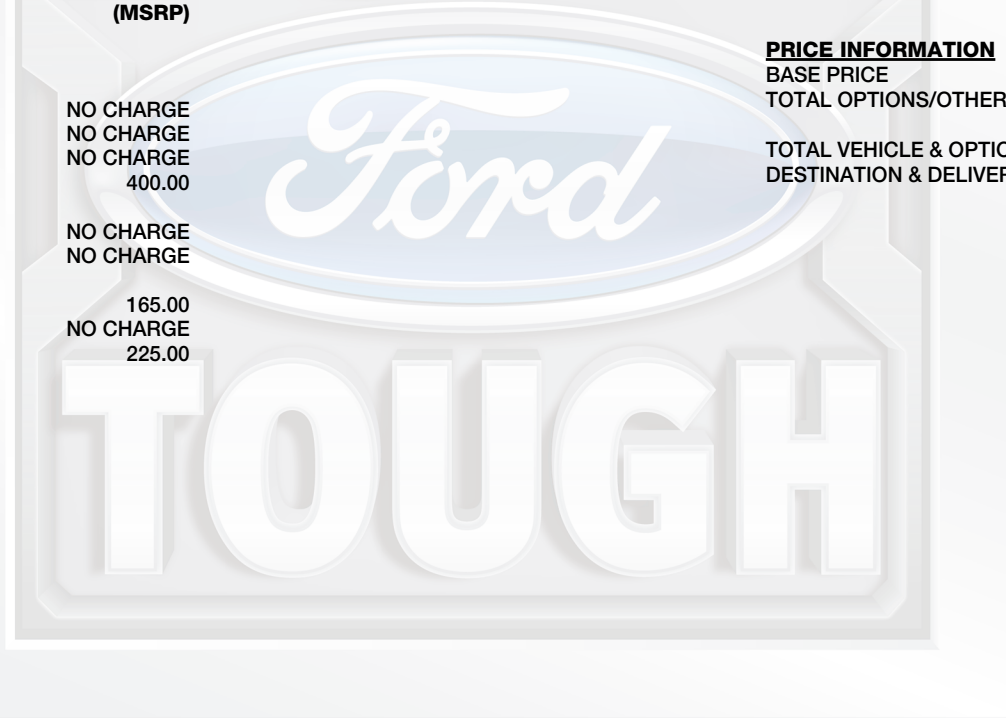 (MSRP)
NO CHARGE
NO CHARGE
NO CHARGE
400.00
NO CHARGE
NO CHARGE
165.00
NO CHARGE
225.00
PRICE INFORMATION
BASE PRICE
TOTAL OPTIONS/OTHER
TOTAL VEHICLE & OPTIO
DESTINATION & DELIVER
Ford
TOUGH